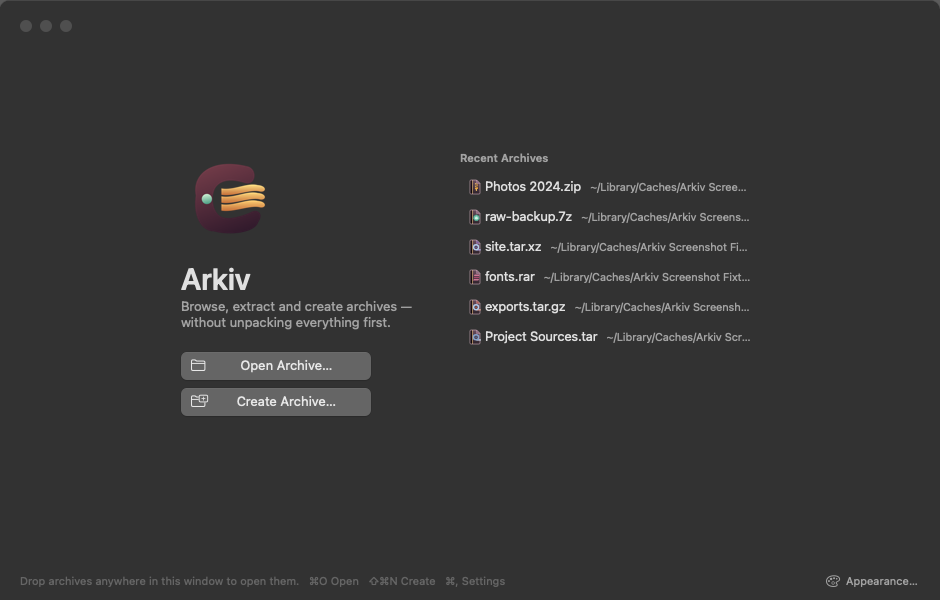 Arkiv
Browse, extract and create archives —
without unpacking everything first.
Open Archive...
Create Archive...
Recent Archives
Photos 2024.zip ~/Library/Caches/Arkiv Scree...
raw-backup.7z ~/Library/Caches/Arkiv Screens...
site.tar.xz ~/Library/Caches/Arkiv Screenshot Fi...
fonts.rar ~/Library/Caches/Arkiv Screenshot Fixt...
exports.tar.gz ~/Library/Caches/Arkiv Screensh...
Project Sources.tar ~/Library/Caches/Arkiv Scr...
Drop archives anywhere in this window to open them. ⌘O Open ⇧⌘N Create ⌘, Settings
Appearance...